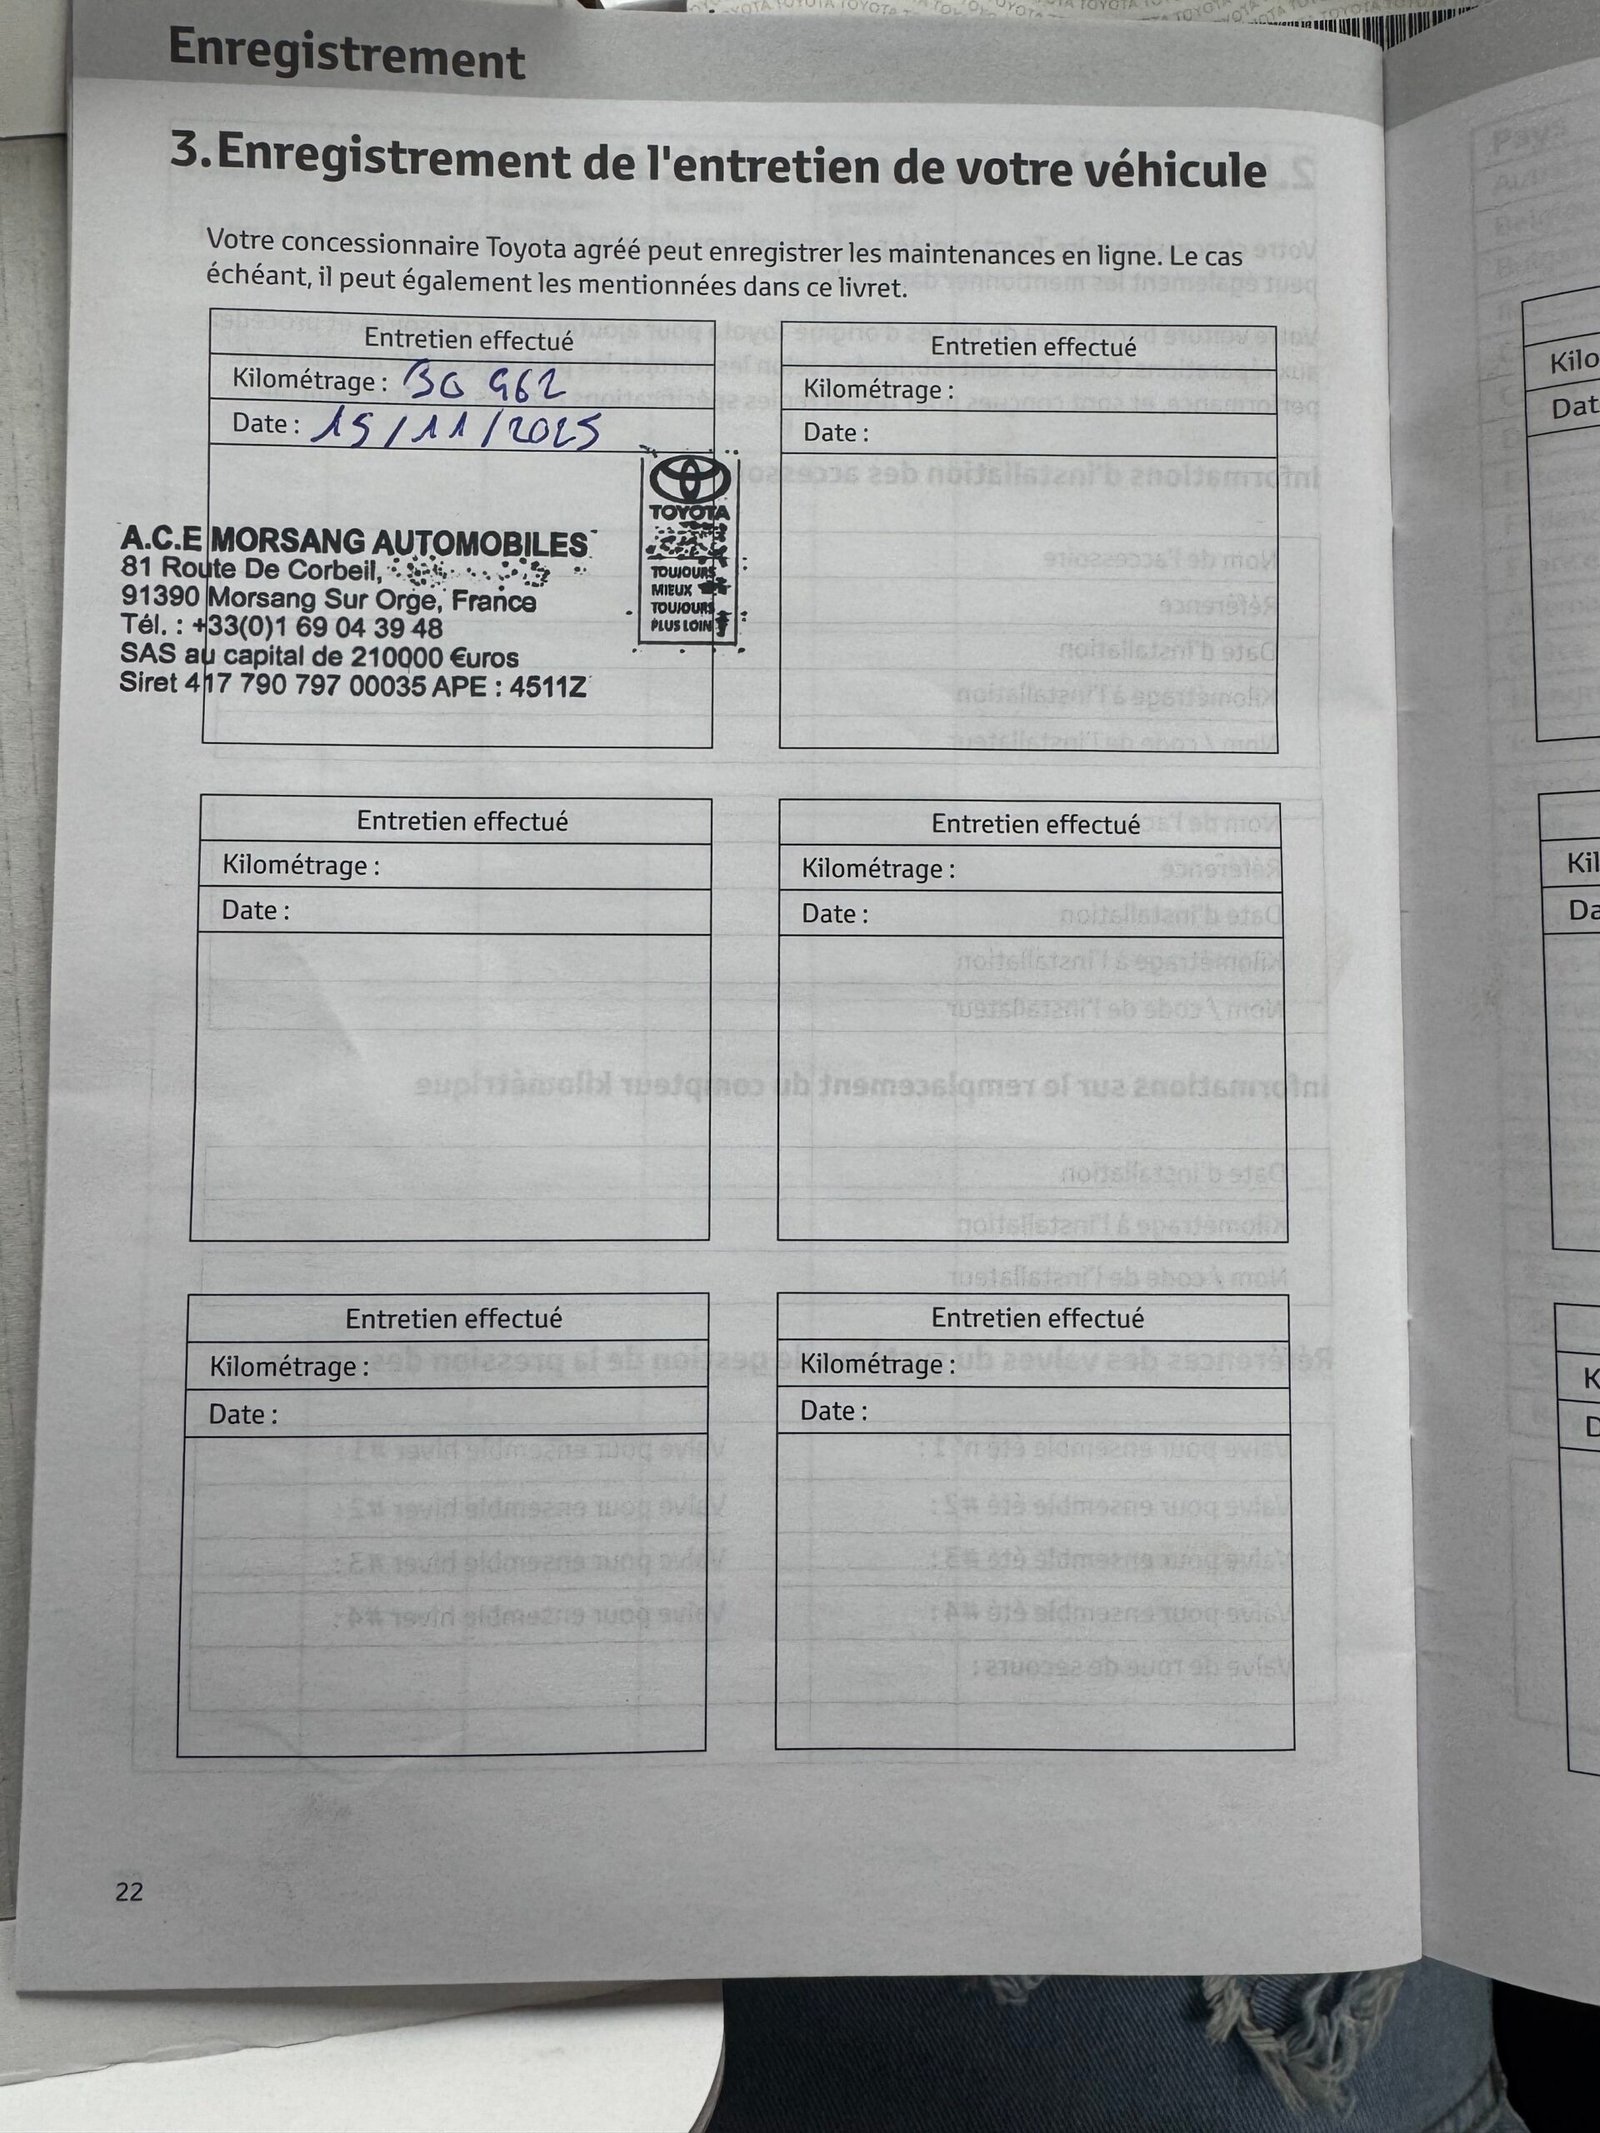 Enregistrement
3.Enregistrement de l'entretien de votre véhicule
Votre concessionnaire Toyota agréé peut enregistrer les maintenances en ligne. Le cas
échéant, il peut également les mentionnées dans ce livret.
Entretien effectué
Kilométrage :
Date : 15/11/2025
TOYOTA
TOUJOURS
MIEUX
TOUJOURS
PLUS LOIN
A.C.E MORSANG AUTOMOBILES
81 Route De Corbeil,
91390 Morsang Sur Orge, France
Tél. : +33(0)1 69 04 39 48
SAS au capital de 210000 €uros
Siret 417 790 797 00035 APE : 4511Z
Entretien effectué
Kilométrage :
Date :
Entretien effectué
Kilométrage :
Date :
Entretien effectué
Kilométrage :
Date :
Entretien effectué
Kilométrage :
Date :
Entretien effectué
Kilométrage :
Date :
22